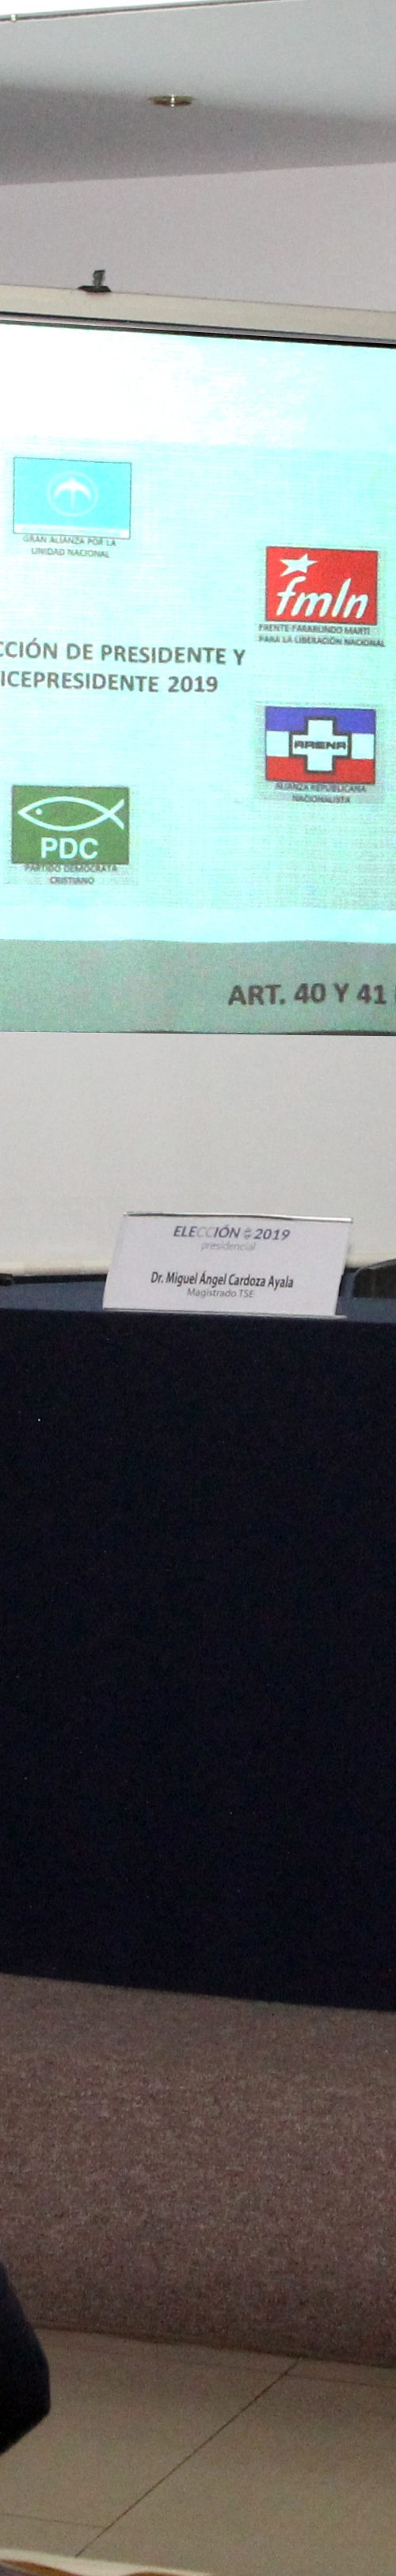 GRAN ALIANZA POR LA
UNIDAD NACIONAL
fmln
FRENTE FARABUNDO MARTI
PARA LA LIBERACIÓN NACIONAL
CCIÓN DE PRESIDENTE Y
ICEPRESIDENTE 2019
ARENA
ALIANZA REPUBLICANA
NACIONALISTA
PDC
PARTIDO DEMOCRATA
CRISTIANO
ART. 40 Y 41
ELECCIÓN 2019
presidencial
Dr. Miguel Ángel Cardoza Ayala
Magistrado TSE